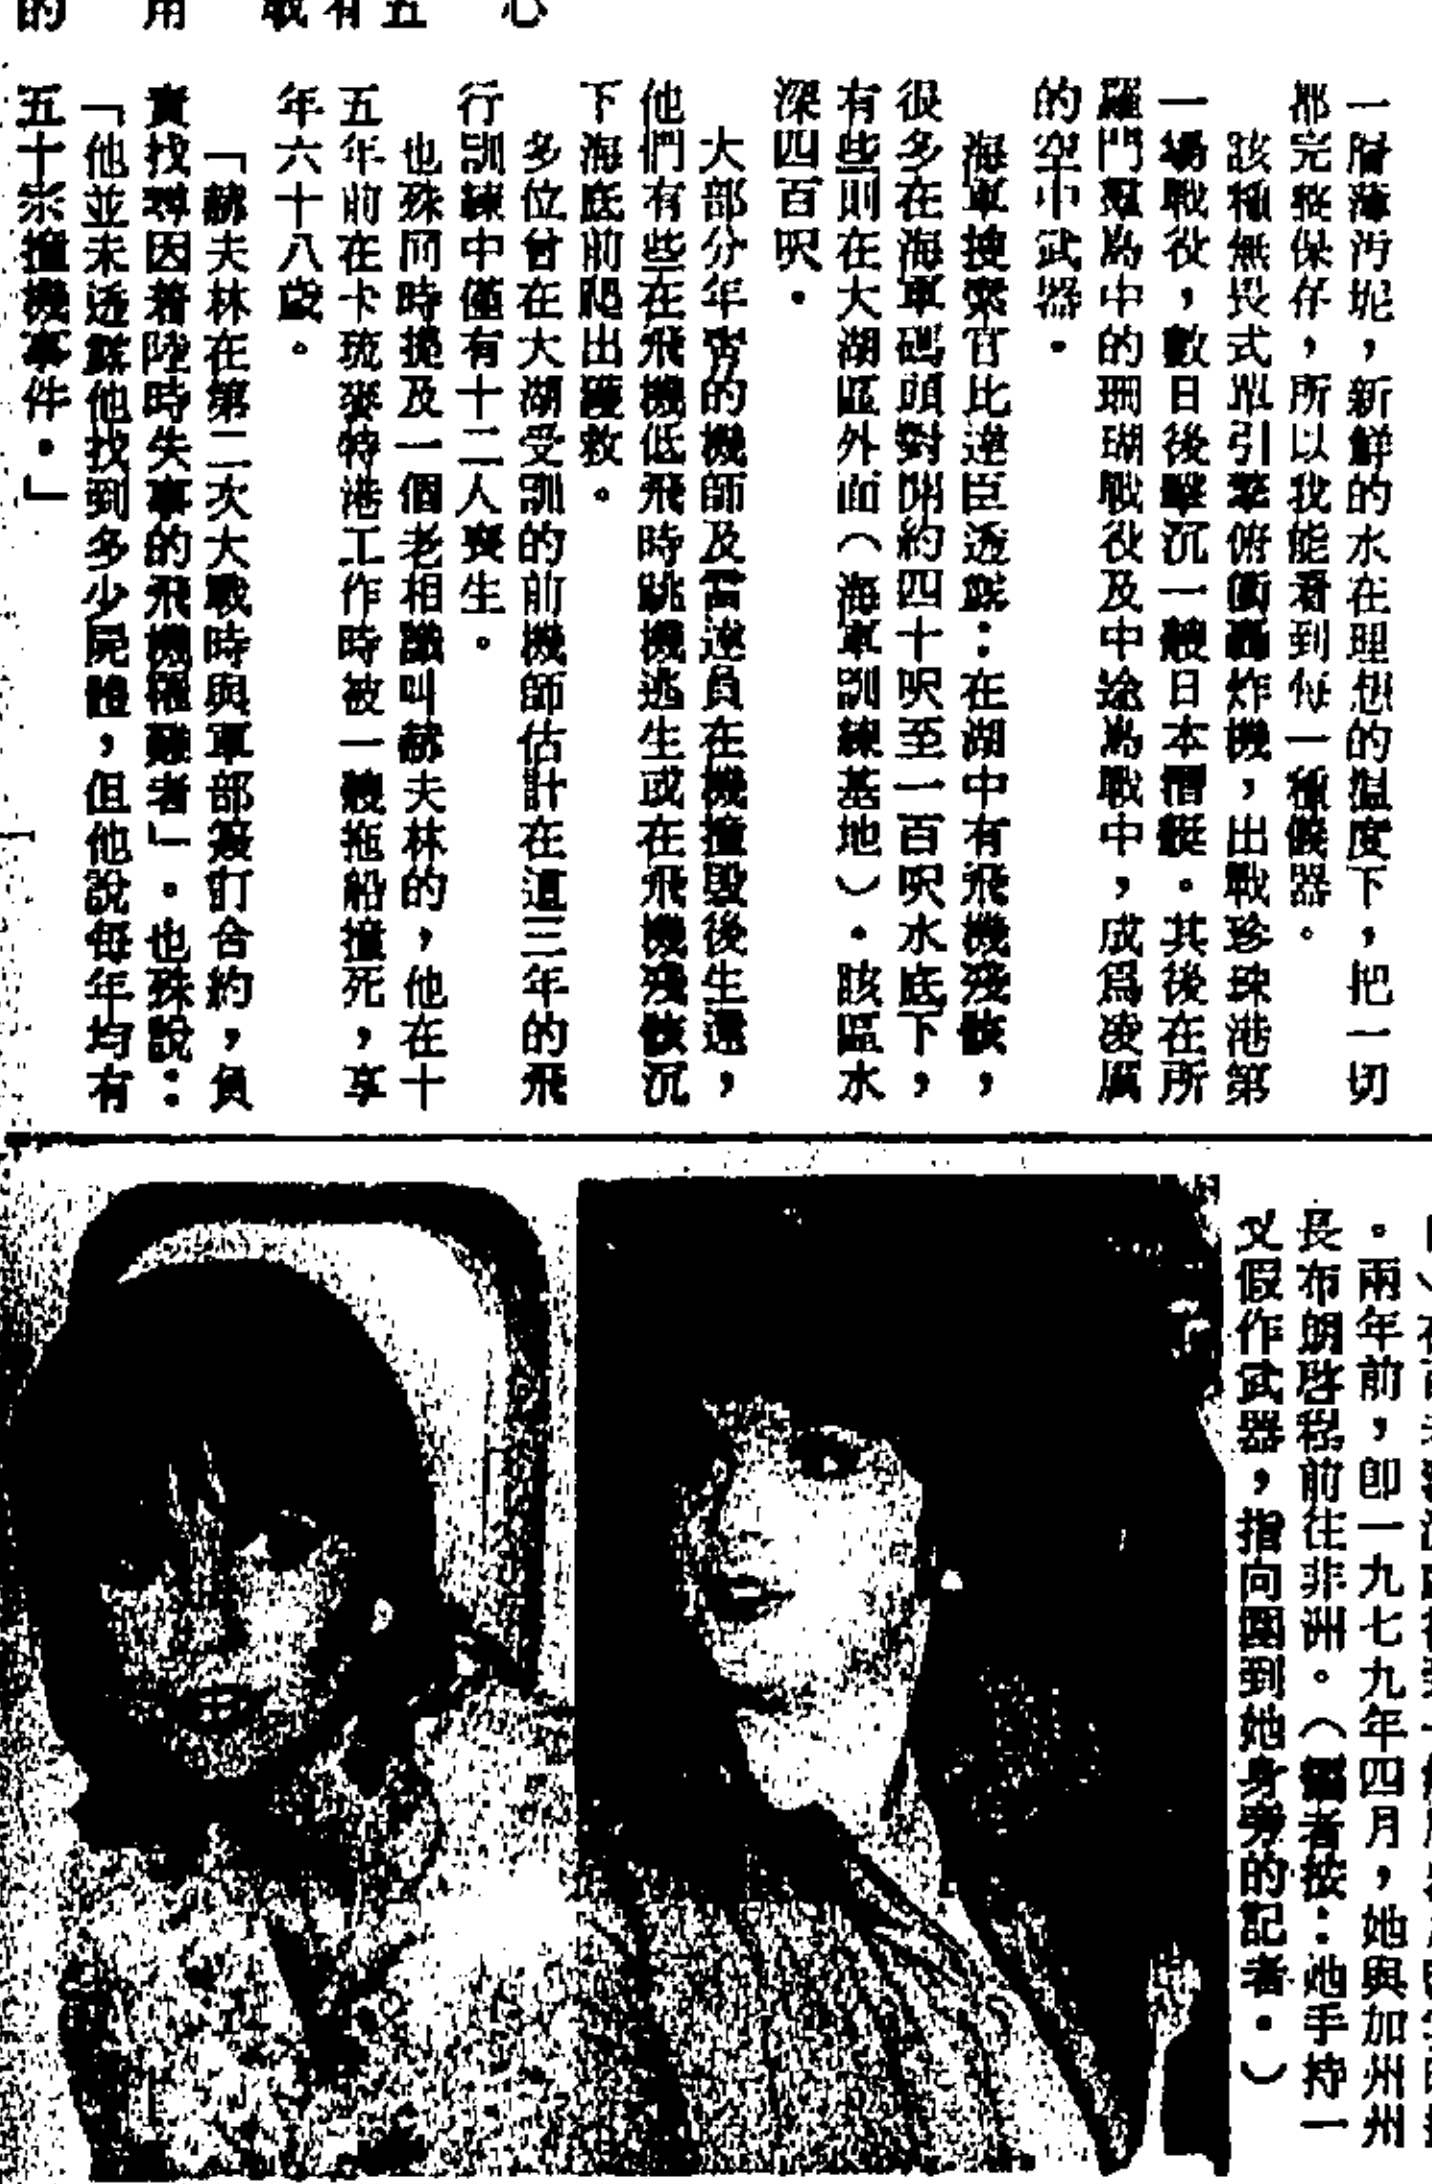 的　用　戰有五　心
一層薄污坭，新鮮的水在理想的溫度下，把一切
都完整保存，所以我能看到每一種儀器。
該種無畏式單引擎俯衝轟炸機，出戰珍珠港第
一場戰役，數日後擊沉一艘日本潛艇。其後在所
羅門羣島中的珊瑚戰役及中途島戰中，成爲凌厲
的空中武器．
海軍搜索官比達臣透露：在湖中有飛機殘骸，
很多在海軍碼頭對開約四十呎至一百呎水底下，
有些則在大湖區外面（海軍訓練基地）．該區水
深四百呎．
大部分年青的機師及雷達員在機撞毀後生還，
他們有些在飛機低飛時跳機逃生或在飛機殘骸沉
下海底前爬出獲救。
多位曾在大湖受訓的前機師估計在這三年的飛
行訓練中僅有十二人喪生。
也殊同時提及一個老相識叫赫夫林的，他在十
五年前在卡琉麥特港工作時被一艘拖船撞死，享
年六十八歲。
「赫夫林在第二次大戰時與軍部簽訂合約，負
責找尋因着陸時失事的飛機罹難者」。也殊說：
「他並未透露他找到多少屍體，但他說每年均有
五十宗撞機事件．」
。兩年前，卽一九七九年四月，她與加州州
長布朗啓程前往非洲。（編者按：她手持一
叉假作武器，指向圍到她身旁的記者．）